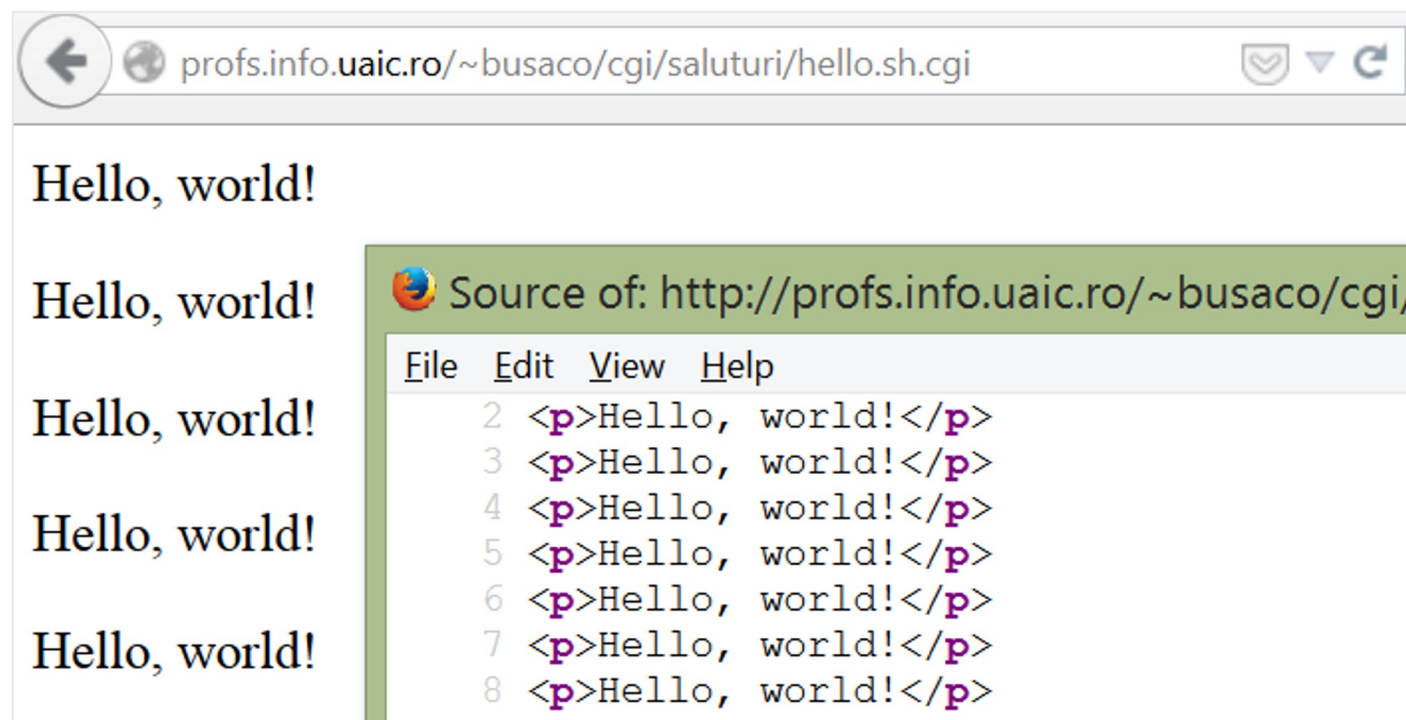 profs.info.uaic.ro/~busaco/cgi/saluturi/hello.sh.cgi
Hello, world!
Hello, world!
Hello, world!
Hello, world!
Hello, world!
Source of: http://profs.info.uaic.ro/~busaco/cgi/
File Edit View Help
2 <p>Hello, world!</p>
3 <p>Hello, world!</p>
4 <p>Hello, world!</p>
5 <p>Hello, world!</p>
6 <p>Hello, world!</p>
7 <p>Hello, world!</p>
8 <p>Hello, world!</p>